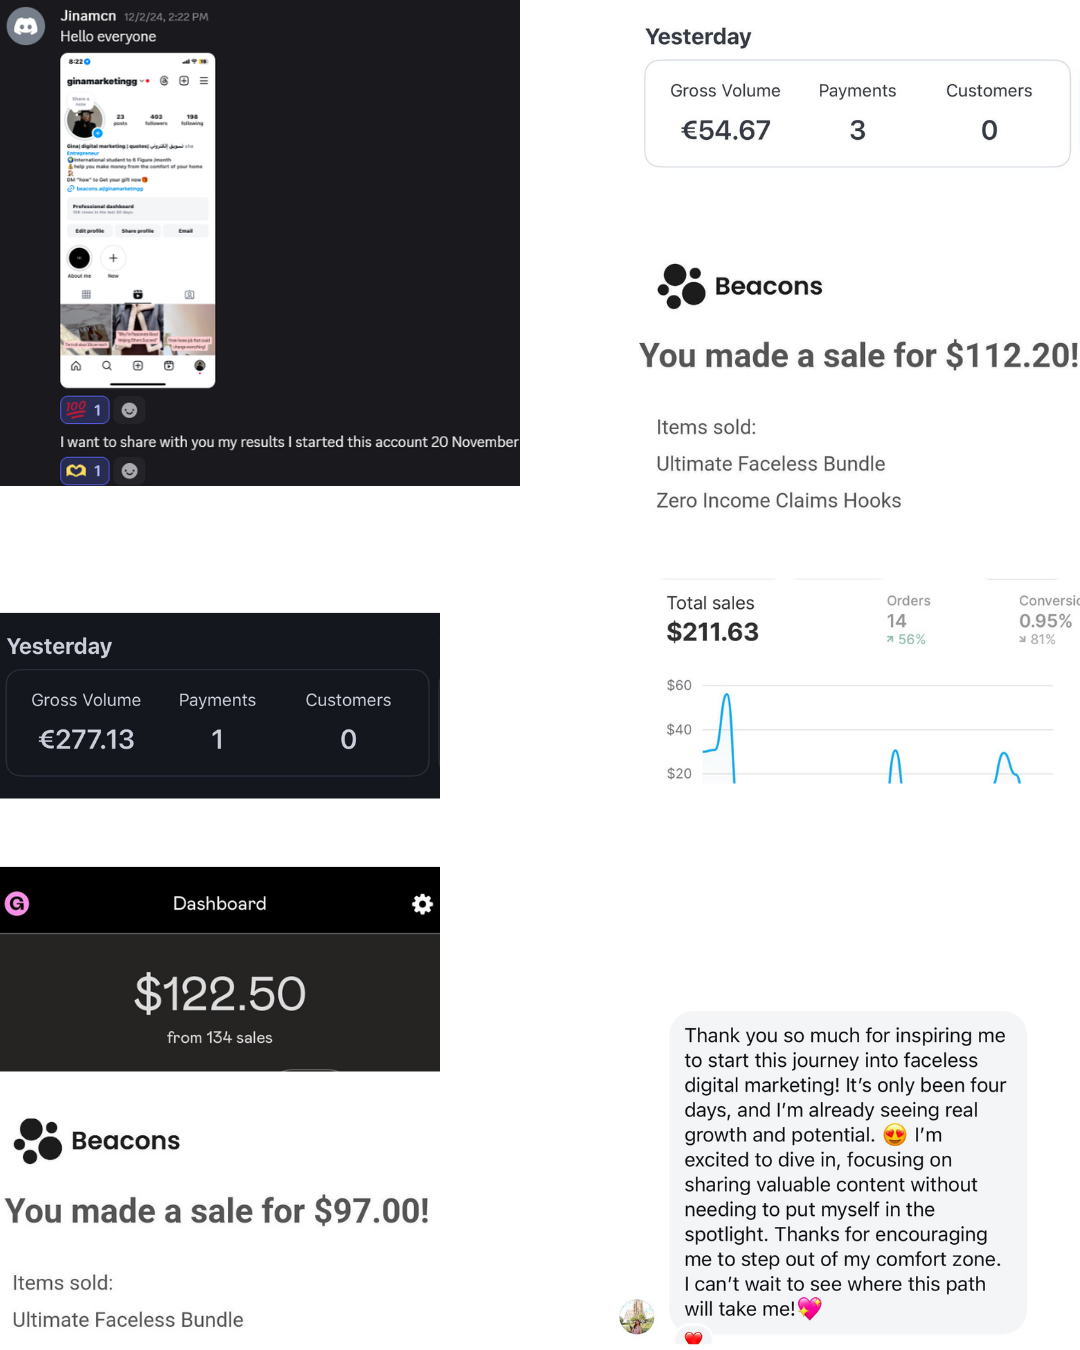 Jinamcn 12/2/24, 2:22 PM
Hello everyone
8:22
ginamarketingg
Share a
note
23 403 198
posts followers following
Gina| digital marketing | quotes| تسويق إلكتروني she
Entrepreneur
International student to 6 Figure /month
help you make money from the comfort of your home
DM "how" to Get your gift now
beacons.ai/ginamarketingg
Professional dashboard
Edit profile Share profile Email
About me New
100 1
I want to share with you my results I started this account 20 November
1
Yesterday
Gross Volume Payments Customers
€54.67 3 0
Beacons
You made a sale for $112.20!
Items sold:
Ultimate Faceless Bundle
Zero Income Claims Hooks
Total sales Orders Conversio
$211.63 14 0.95%
56% 81%
$60
$40
$20
Yesterday
Gross Volume Payments Customers
€277.13 1 0
G Dashboard
$122.50
from 134 sales
Beacons
You made a sale for $97.00!
Items sold:
Ultimate Faceless Bundle
Thank you so much for inspiring me
to start this journey into faceless
digital marketing! It's only been four
days, and I'm already seeing real
growth and potential. 😍 I'm
excited to dive in, focusing on
sharing valuable content without
needing to put myself in the
spotlight. Thanks for encouraging
me to step out of my comfort zone.
I can't wait to see where this path
will take me!💖